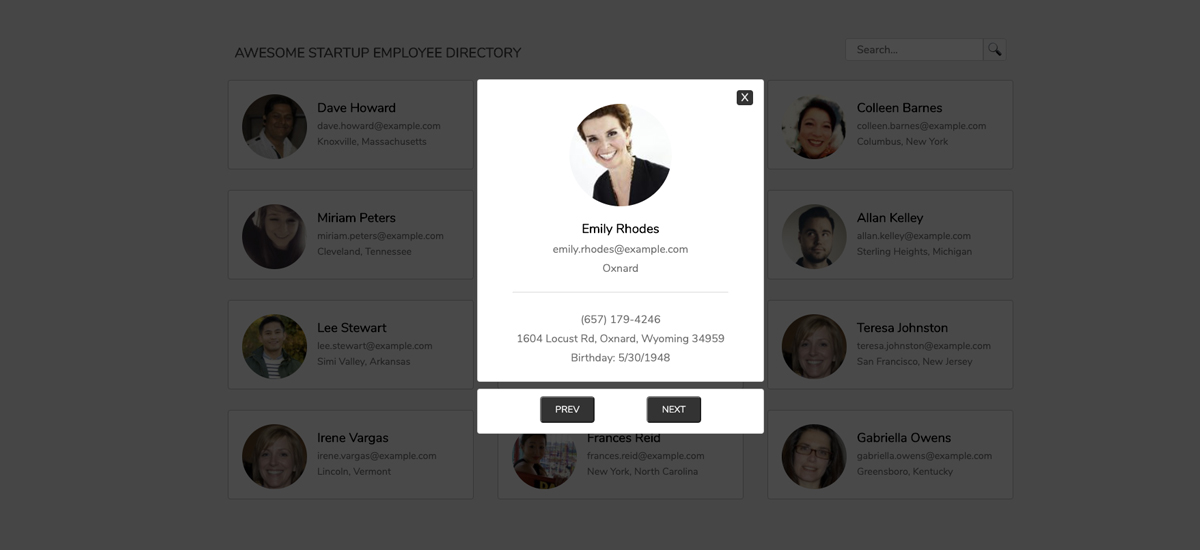 AWESOME STARTUP EMPLOYEE DIRECTORY
Search...
Dave Howard
dave.howard@example.com
Knoxville, Massachusetts
X
Emily Rhodes
emily.rhodes@example.com
Oxnard
(657) 179-4246
1604 Locust Rd, Oxnard, Wyoming 34959
Birthday: 5/30/1948
PREV
NEXT
Colleen Barnes
colleen.barnes@example.com
Columbus, New York
Miriam Peters
miriam.peters@example.com
Cleveland, Tennessee
Allan Kelley
allan.kelley@example.com
Sterling Heights, Michigan
Lee Stewart
lee.stewart@example.com
Simi Valley, Arkansas
Teresa Johnston
teresa.johnston@example.com
San Francisco, New Jersey
Irene Vargas
irene.vargas@example.com
Lincoln, Vermont
Frances Reid
frances.reid@example.com
New York, North Carolina
Gabriella Owens
gabriella.owens@example.com
Greensboro, Kentucky